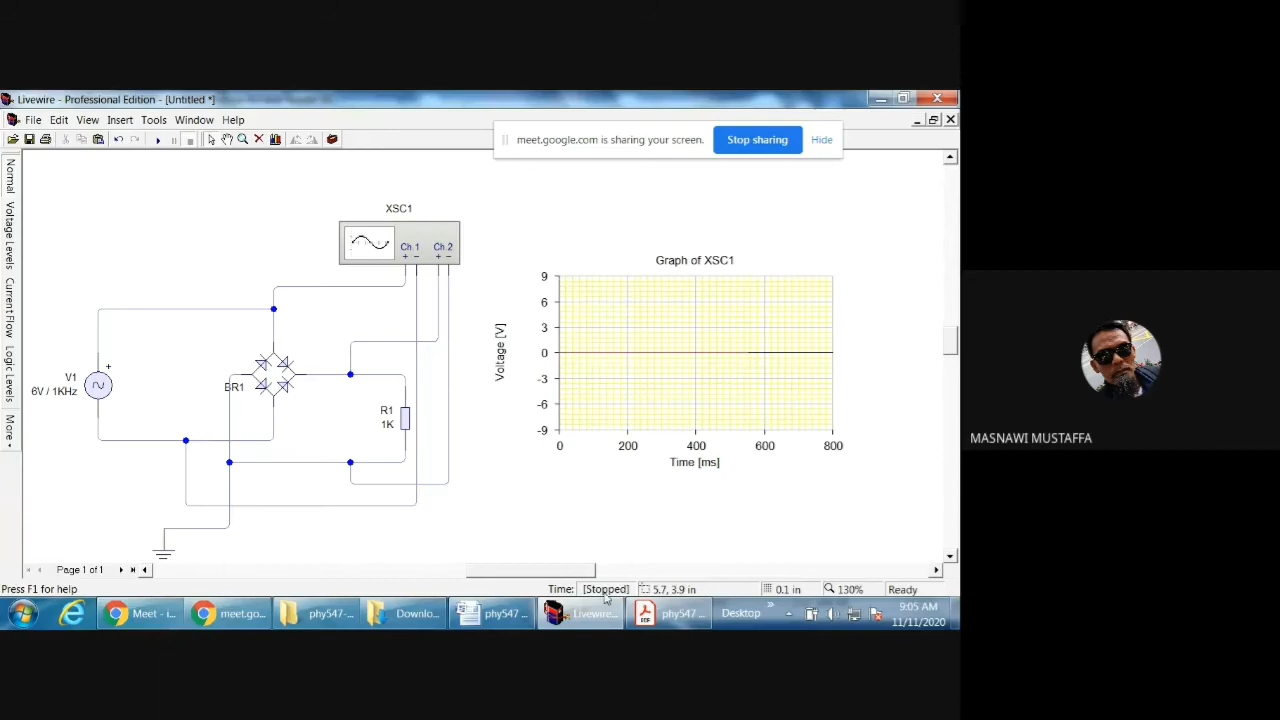 Livewire - Professional Edition - [Untitled *]
File Edit View Insert Tools Window Help
meet.google.com is sharing your screen. Stop sharing Hide
Normal
Voltage Levels
Current Flow
Logic Levels
More
XSC1
Ch.1 Ch.2
+ − + −
V1
6V / 1KHz
+
BR1
R1
1K
Graph of XSC1
Voltage [V]
9
6
3
0
-3
-6
-9
0 200 400 600 800
Time [ms]
MASNAWI MUSTAFFA
Page 1 of 1
Press F1 for help Time: [Stopped] 5.7, 3.9 in 0.1 in 130% Ready
Meet - i... meet.go... phy547-... Downlo... phy547 ... Livewire... phy547 ... Desktop »
PDF
9:05 AM
11/11/2020